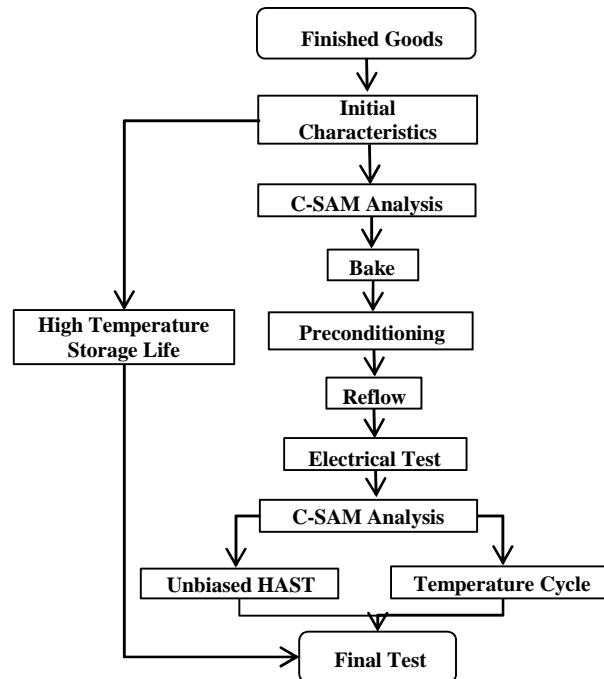 Finished Goods
Initial
Characteristics
C-SAM Analysis
Bake
High Temperature
Storage Life
Preconditioning
Reflow
Electrical Test
C-SAM Analysis
Unbiased HAST
Temperature Cycle
Final Test